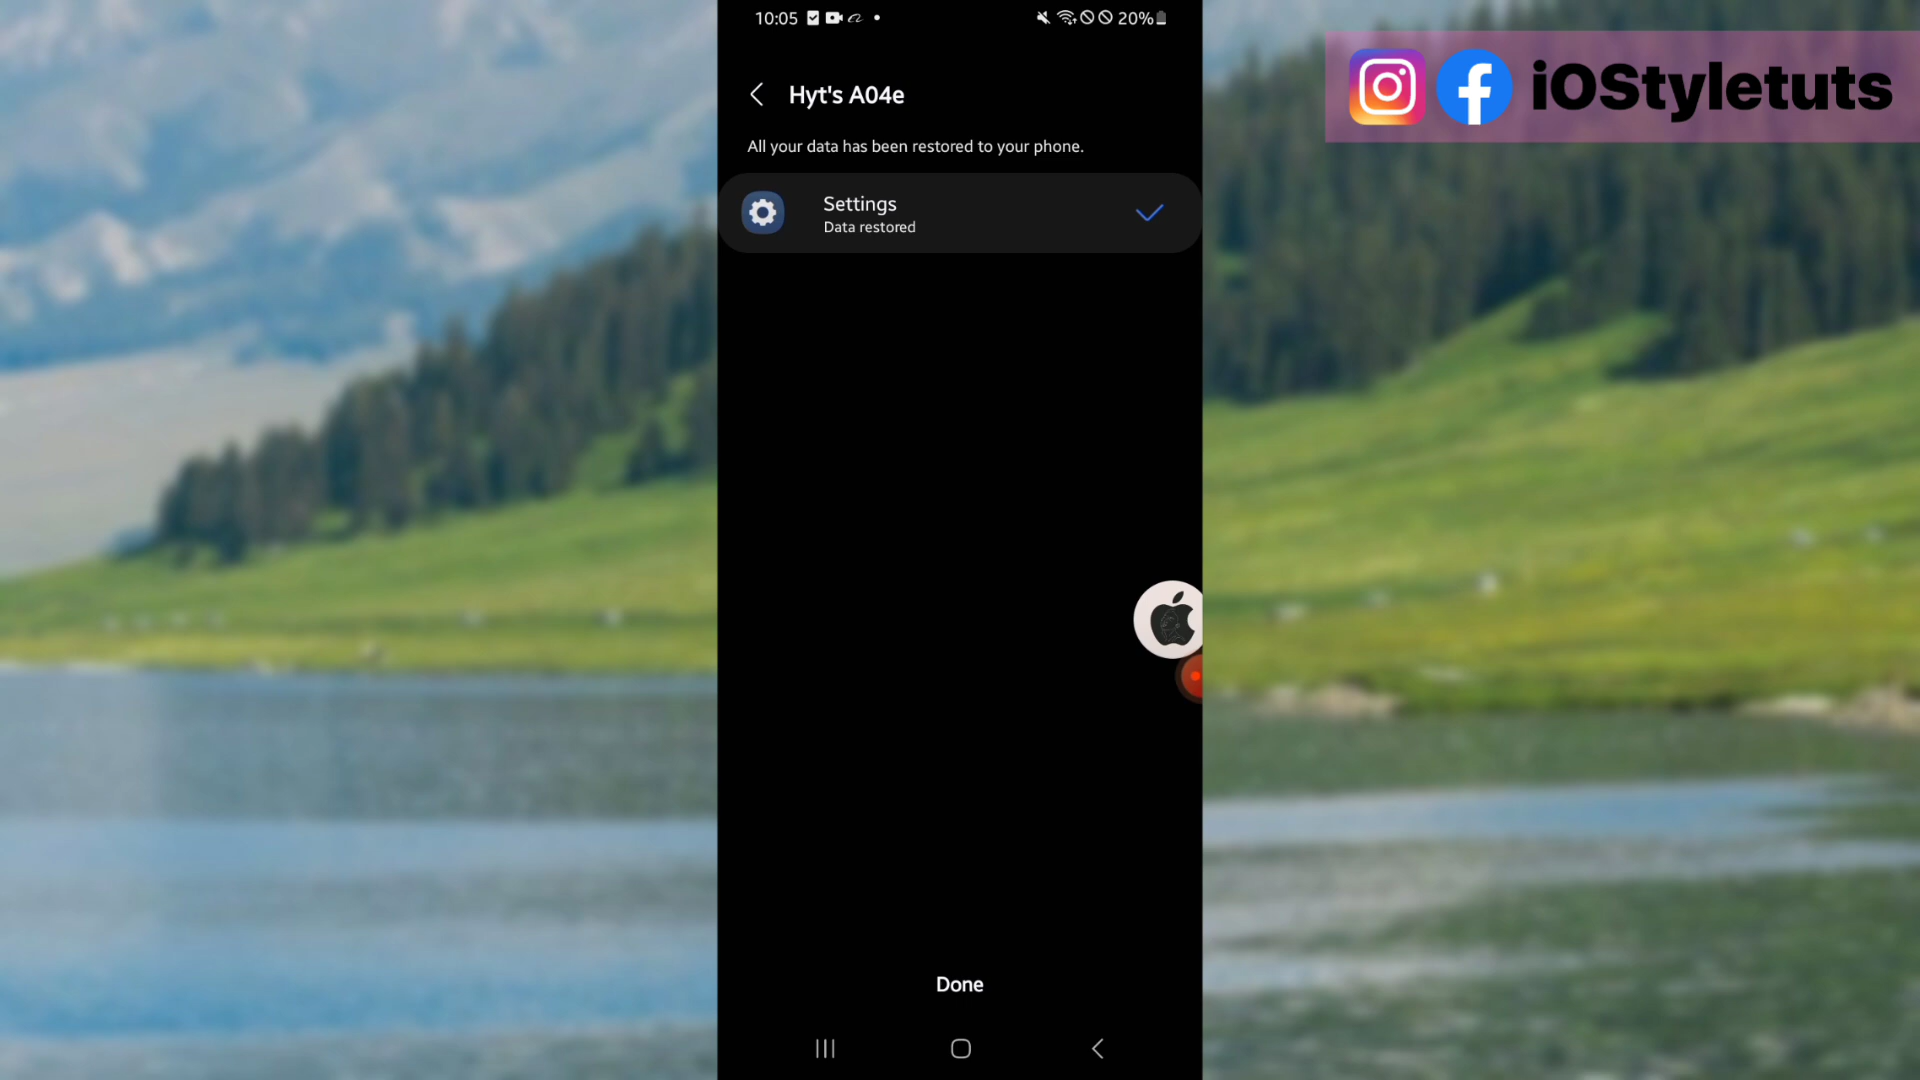 10:05
20%
iOStyletuts
Hyt's A04e
All your data has been restored to your phone.
Settings
Data restored
Done